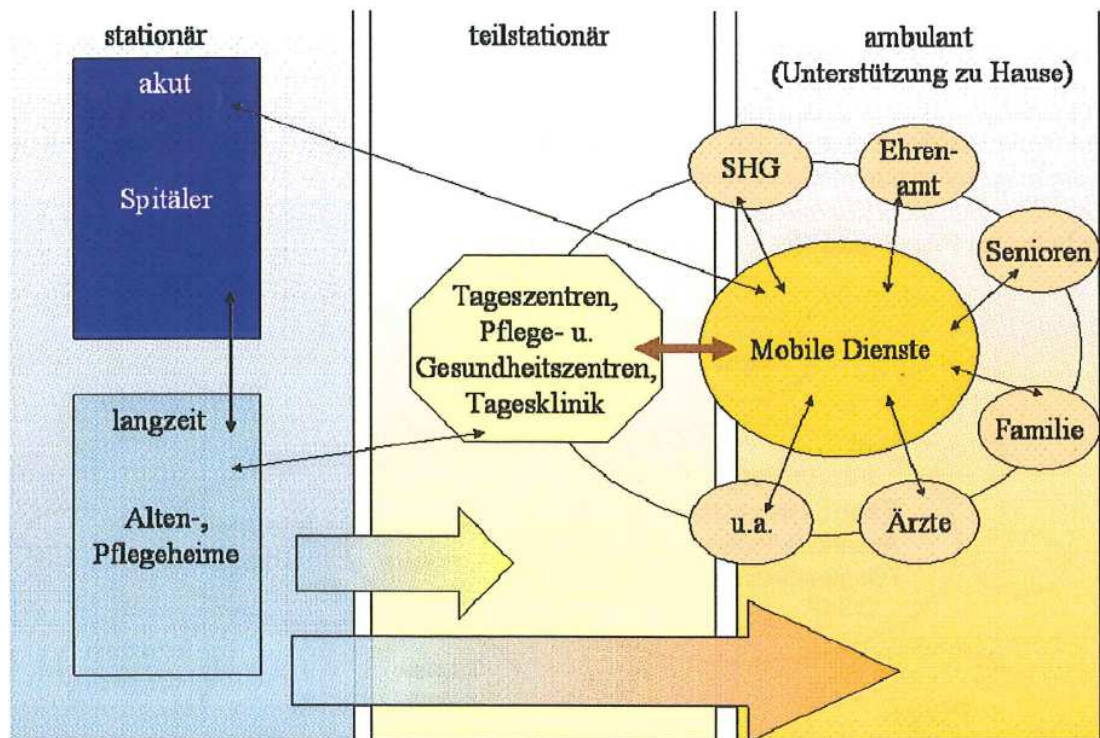 stationär
akut
Spitäler
langzeit
Alten-,
Pflegeheime
teilstationär
Tageszentren,
Pflege- u.
Gesundheitszentren,
Tagesklinik
ambulant
(Unterstützung zu Hause)
SHG
Ehren-
amt
Senioren
Mobile Dienste
Familie
Ärzte
u.a.